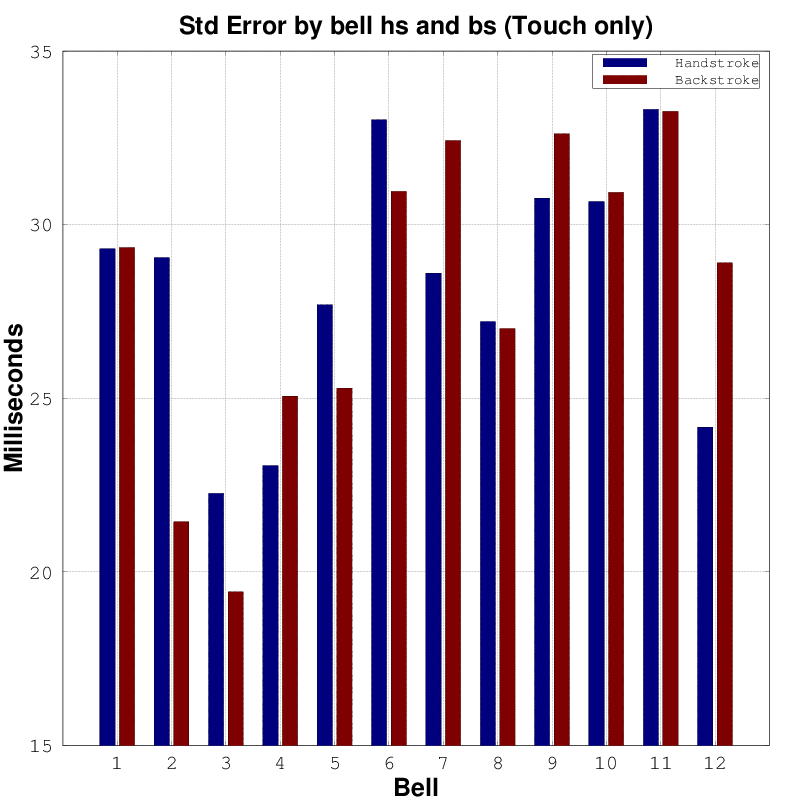 Std Error by bell hs and bs (Touch only)
35
Handstroke
Backstroke
30
25
20
15
Milliseconds
1 2 3 4 5 6 7 8 9 10 11 12
Bell